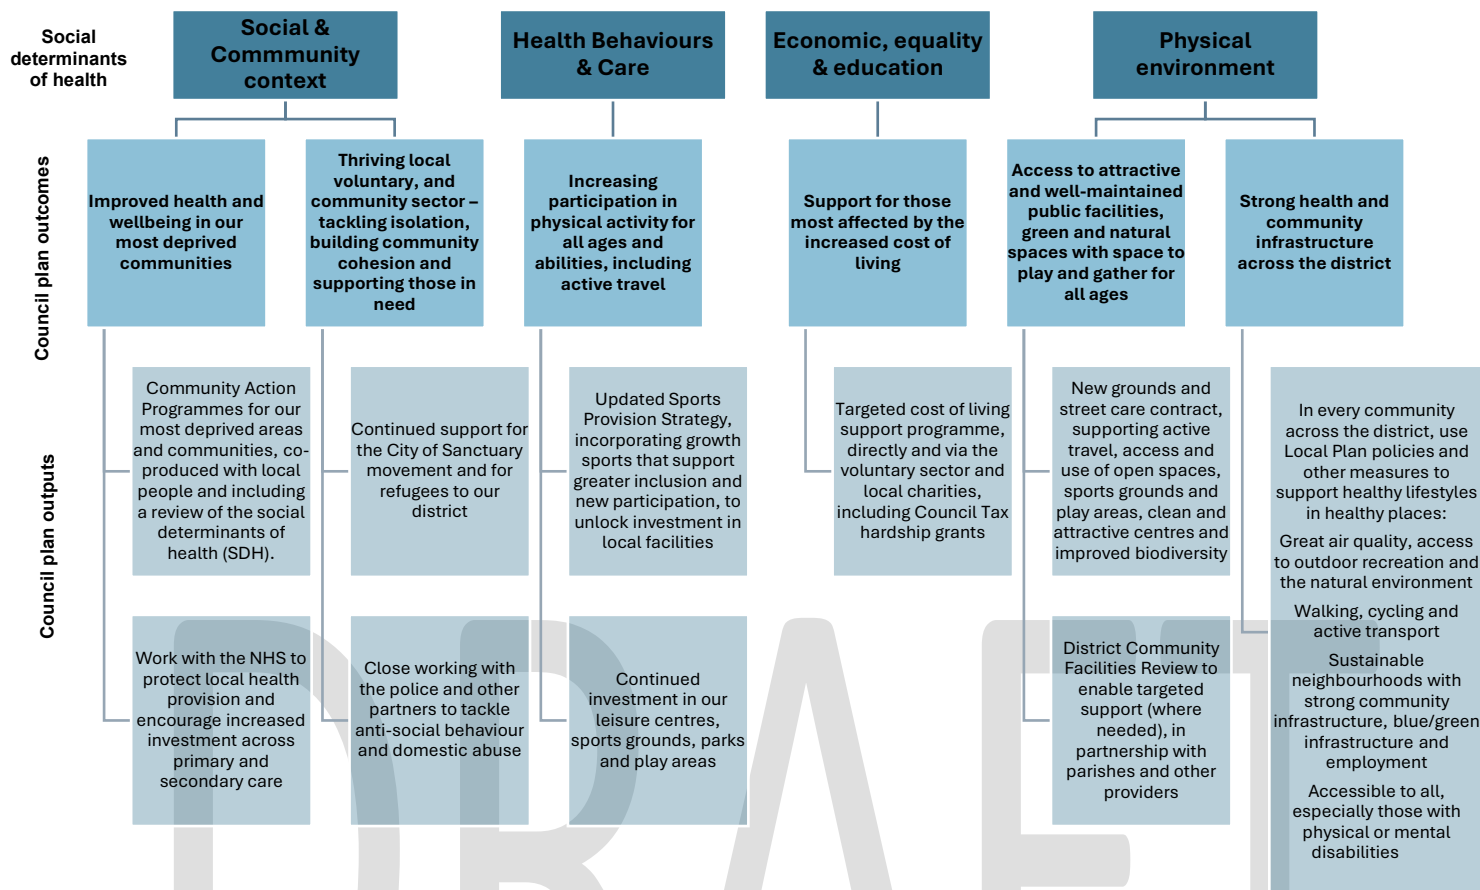 Social
determinants
of health
Social &
Commmunity
context
Health Behaviours
& Care
Economic, equality
& education
Physical
environment
Council plan outcomes
Improved health and
wellbeing in our
most deprived
communities
Thriving local
voluntary, and
community sector –
tackling isolation,
building community
cohesion and
supporting those in
need
Increasing
participation in
physical activity for
all ages and
abilities, including
active travel
Support for those
most affected by the
increased cost of
living
Access to attractive
and well-maintained
public facilities,
green and natural
spaces with space to
play and gather for
all ages
Strong health and
community
infrastructure
across the district
Council plan outputs
Community Action
Programmes for our
most deprived areas
and communities, co-
produced with local
people and including
a review of the social
determinants of
health (SDH).
Continued support for
the City of Sanctuary
movement and for
refugees to our
district
Updated Sports
Provision Strategy,
incorporating growth
sports that support
greater inclusion and
new participation, to
unlock investment in
local facilities
Targeted cost of living
support programme,
directly and via the
voluntary sector and
local charities,
including Council Tax
hardship grants
New grounds and
street care contract,
supporting active
travel, access and
use of open spaces,
sports grounds and
play areas, clean and
attractive centres and
improved biodiversity
In every community
across the district, use
Local Plan policies and
other measures to
support healthy lifestyles
in healthy places:
Great air quality, access
to outdoor recreation and
the natural environment
Walking, cycling and
active transport
Sustainable
neighbourhoods with
strong community
infrastructure, blue/green
infrastructure and
employment
Accessible to all,
especially those with
physical or mental
disabilities
Work with the NHS to
protect local health
provision and
encourage increased
investment across
primary and
secondary care
Close working with
the police and other
partners to tackle
anti-social behaviour
and domestic abuse
Continued
investment in our
leisure centres,
sports grounds, parks
and play areas
District Community
Facilities Review to
enable targeted
support (where
needed), in
partnership with
parishes and other
providers
DRAFT